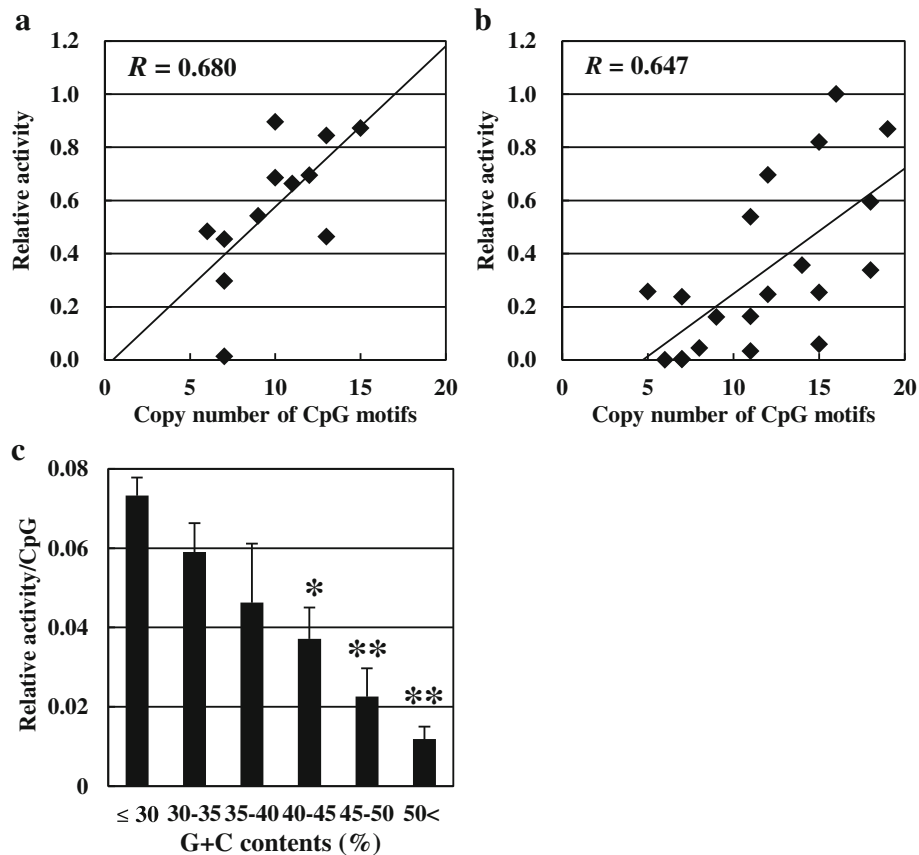 a
R = 0.680
1.2
1.0
0.8
0.6
0.4
0.2
0.0
Relative activity
0 5 10 15 20
Copy number of CpG motifs
b
R = 0.647
1.2
1.0
0.8
0.6
0.4
0.2
0.0
Relative activity
0 5 10 15 20
Copy number of CpG motifs
c
0.08
0.06
0.04
0.02
0
Relative activity/CpG
*
**
**
≤ 30 30-35 35-40 40-45 45-50 50<
G+C contents (%)